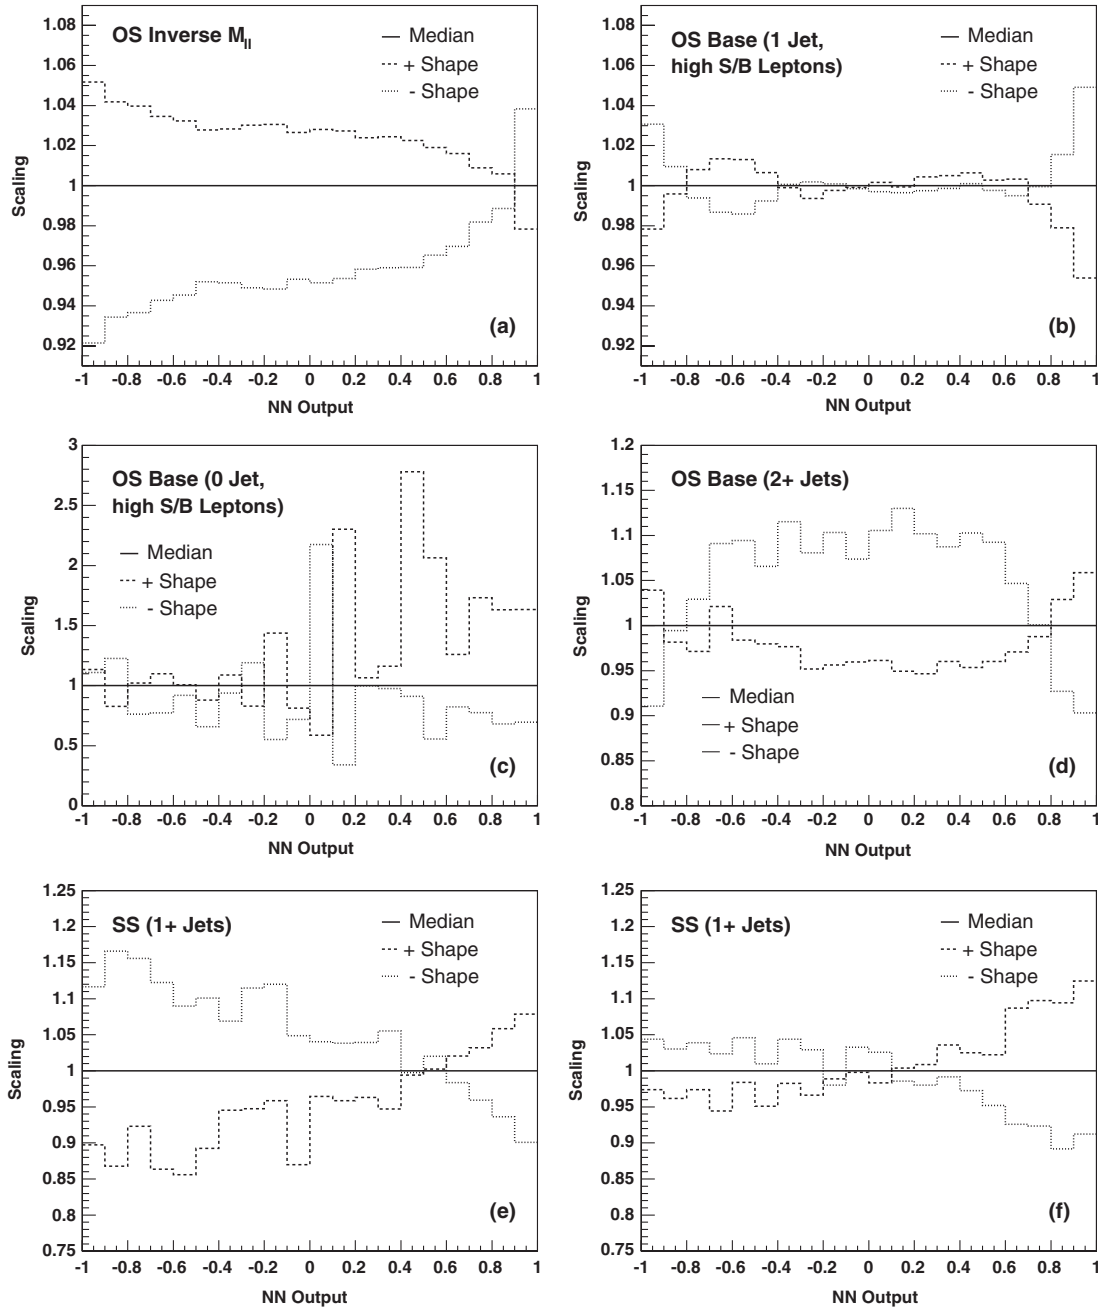 OS Inverse M_ll
Median
+ Shape
- Shape
Scaling
1.08
1.06
1.04
1.02
1
0.98
0.96
0.94
0.92
(a)
-1 -0.8 -0.6 -0.4 -0.2 0 0.2 0.4 0.6 0.8 1
NN Output
OS Base (1 Jet,
high S/B Leptons)
Median
+ Shape
- Shape
Scaling
1.08
1.06
1.04
1.02
1
0.98
0.96
0.94
0.92
(b)
-1 -0.8 -0.6 -0.4 -0.2 0 0.2 0.4 0.6 0.8 1
NN Output
OS Base (0 Jet,
high S/B Leptons)
Median
+ Shape
- Shape
Scaling
3
2.5
2
1.5
1
0.5
0
(c)
-1 -0.8 -0.6 -0.4 -0.2 0 0.2 0.4 0.6 0.8 1
NN Output
OS Base (2+ Jets)
Median
+ Shape
- Shape
Scaling
1.2
1.15
1.1
1.05
1
0.95
0.9
0.85
0.8
(d)
-1 -0.8 -0.6 -0.4 -0.2 0 0.2 0.4 0.6 0.8 1
NN Output
SS (1+ Jets)
Median
+ Shape
- Shape
Scaling
1.25
1.2
1.15
1.1
1.05
1
0.95
0.9
0.85
0.8
0.75
(e)
-1 -0.8 -0.6 -0.4 -0.2 0 0.2 0.4 0.6 0.8 1
NN Output
SS (1+ Jets)
Median
+ Shape
- Shape
Scaling
1.25
1.2
1.15
1.1
1.05
1
0.95
0.9
0.85
0.8
0.75
(f)
-1 -0.8 -0.6 -0.4 -0.2 0 0.2 0.4 0.6 0.8 1
NN Output